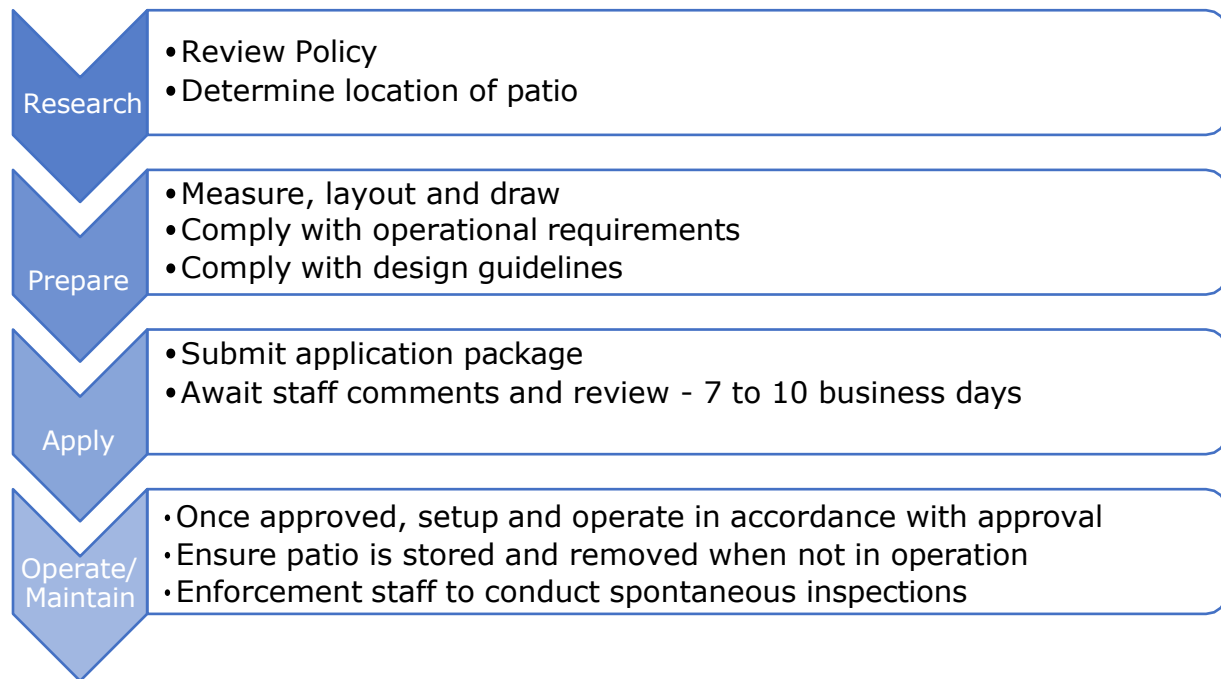 Research
•Review Policy
•Determine location of patio
Prepare
•Measure, layout and draw
•Comply with operational requirements
•Comply with design guidelines
Apply
•Submit application package
•Await staff comments and review - 7 to 10 business days
Operate/
Maintain
•Once approved, setup and operate in accordance with approval
•Ensure patio is stored and removed when not in operation
•Enforcement staff to conduct spontaneous inspections